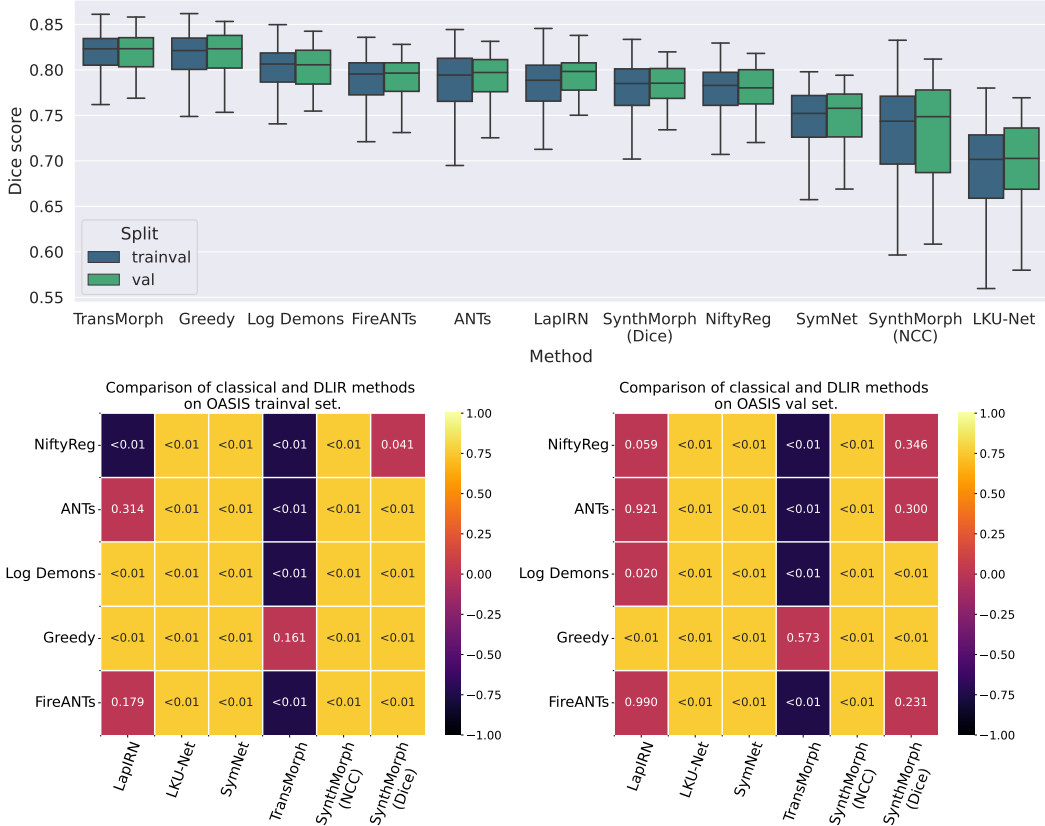 Dice score
0.85
0.80
0.75
0.70
0.65
0.60
0.55
Split
trainval
val
TransMorph Greedy Log Demons FireANTs ANTs LapIRN SynthMorph (Dice) NiftyReg SymNet SynthMorph (NCC) LKU-Net
Method
Comparison of classical and DLIR methods
on OASIS trainval set.
NiftyReg <0.01 <0.01 <0.01 <0.01 <0.01 0.041
ANTs 0.314 <0.01 <0.01 <0.01 <0.01 <0.01
Log Demons <0.01 <0.01 <0.01 <0.01 <0.01 <0.01
Greedy <0.01 <0.01 <0.01 0.161 <0.01 <0.01
FireANTs 0.179 <0.01 <0.01 <0.01 <0.01 <0.01
LapIRN LKU-Net SymNet TransMorph SynthMorph (NCC) SynthMorph (Dice)
1.00
0.75
0.50
0.25
0.00
−0.25
−0.50
−0.75
−1.00
Comparison of classical and DLIR methods
on OASIS val set.
NiftyReg 0.059 <0.01 <0.01 <0.01 <0.01 0.346
ANTs 0.921 <0.01 <0.01 <0.01 <0.01 0.300
Log Demons 0.020 <0.01 <0.01 <0.01 <0.01 <0.01
Greedy <0.01 <0.01 <0.01 0.573 <0.01 <0.01
FireANTs 0.990 <0.01 <0.01 <0.01 <0.01 0.231
LapIRN LKU-Net SymNet TransMorph SynthMorph (NCC) SynthMorph (Dice)
1.00
0.75
0.50
0.25
0.00
−0.25
−0.50
−0.75
−1.00